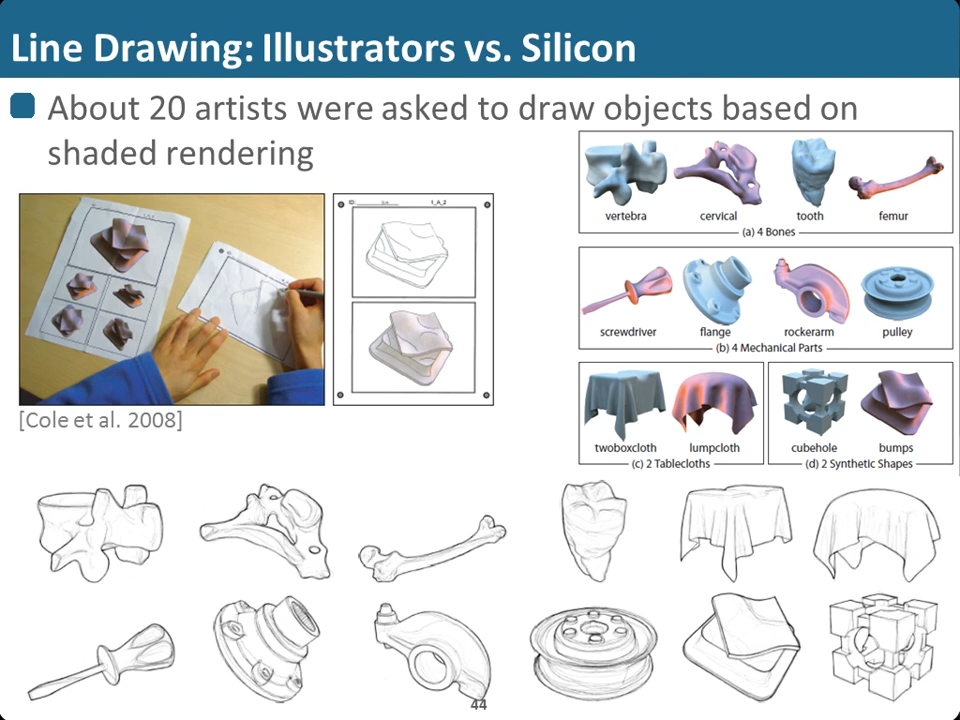 Line Drawing: Illustrators vs. Silicon
About 20 artists were asked to draw objects based on
shaded rendering
1_A_2
[Cole et al. 2008]
vertebra cervical tooth femur
(a) 4 Bones
screwdriver flange rockerarm pulley
(b) 4 Mechanical Parts
twoboxcloth lumpcloth
(c) 2 Tablecloths
cubehole bumps
(d) 2 Synthetic Shapes
44